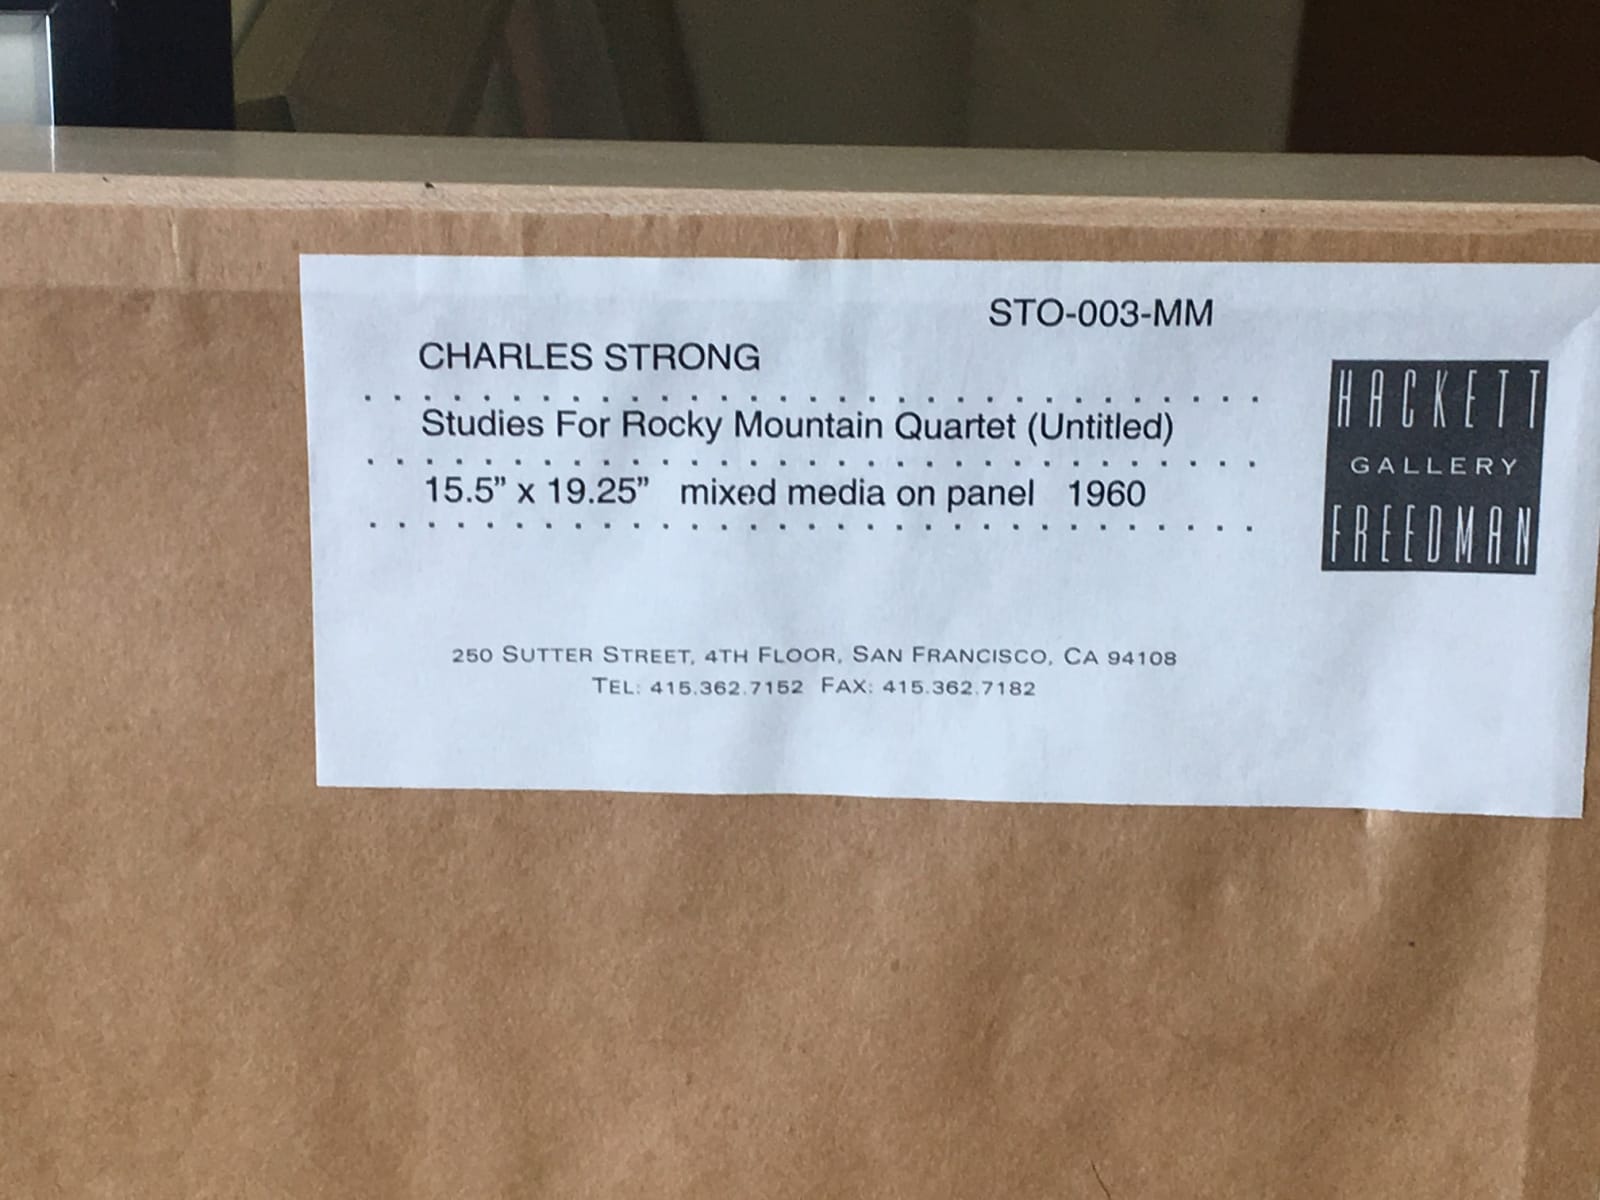 STO-003-MM
CHARLES STRONG
Studies For Rocky Mountain Quartet (Untitled)
15.5” x 19.25” mixed media on panel 1960
HACKETT
GALLERY
FREEDMAN
250 SUTTER STREET, 4TH FLOOR, SAN FRANCISCO, CA 94108
TEL: 415.362.7152 FAX: 415.362.7182